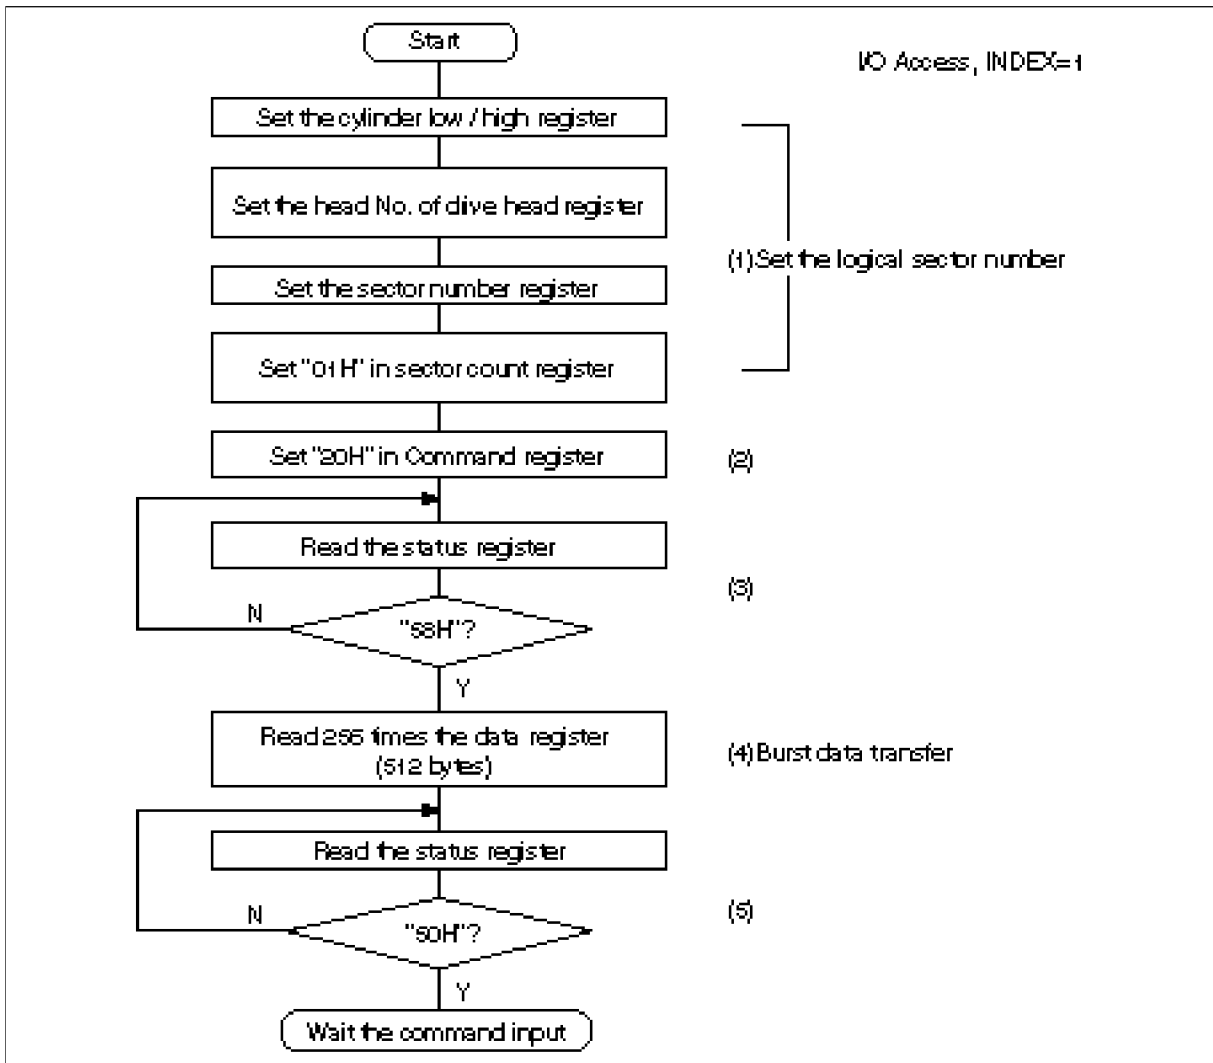 Start
I/O Access, INDEX=1
Set the cylinder low / high register
Set the head No. of drive head register
(1)Set the logical sector number
Set the sector number register
Set "01H" in sector count register
Set "20H" in Command register
(2)
Read the status register
(3)
N
"58H"?
Y
Read 256 times the data register
(512 bytes)
(4)Burst data transfer
Read the status register
N
(5)
"50H"?
Y
Wait the command input